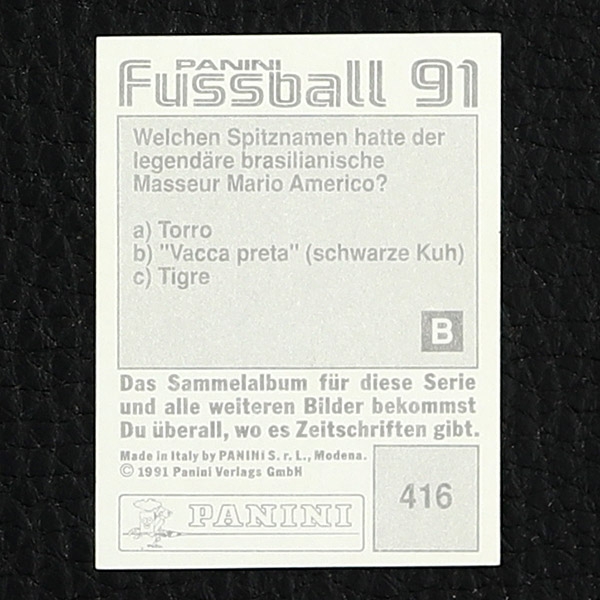 PANINI
Fussball 91
Welchen Spitznamen hatte der
legendäre brasilianische
Masseur Mario Americo?
a) Torro
b) "Vacca preta" (schwarze Kuh)
c) Tigre
B
Das Sammelalbum für diese Serie
und alle weiteren Bilder bekommst
Du überall, wo es Zeitschriften gibt.
Made in Italy by PANINI S. r. L., Modena.
© 1991 Panini Verlags GmbH
PANINI
416